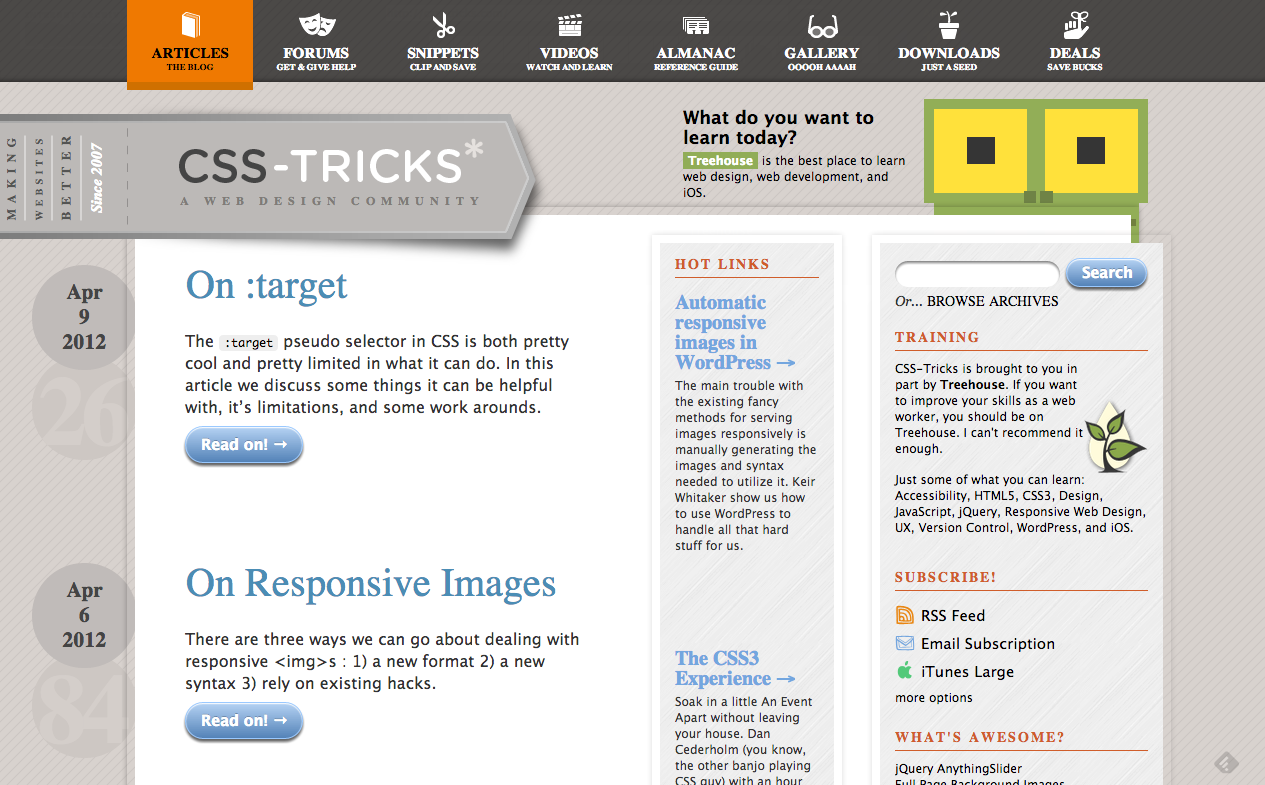 ARTICLES
THE BLOG
FORUMS
GET & GIVE HELP
SNIPPETS
CLIP AND SAVE
VIDEOS
WATCH AND LEARN
ALMANAC
REFERENCE GUIDE
GALLERY
OOOOH AAAAH
DOWNLOADS
JUST A SEED
DEALS
SAVE BUCKS
MAKING
WEBSITES
BETTER
Since 2007
CSS-TRICKS*
A WEB DESIGN COMMUNITY
What do you want to
learn today?
Treehouse is the best place to learn
web design, web development, and
iOS.
Apr
9
2012
26
On :target
The :target pseudo selector in CSS is both pretty
cool and pretty limited in what it can do. In this
article we discuss some things it can be helpful
with, it’s limitations, and some work arounds.
Read on! →
Apr
6
2012
84
On Responsive Images
There are three ways we can go about dealing with
responsive <img>s : 1) a new format 2) a new
syntax 3) rely on existing hacks.
Read on! →
HOT LINKS
Automatic
responsive
images in
WordPress →
The main trouble with
the existing fancy
methods for serving
images responsively is
manually generating the
images and syntax
needed to utilize it. Keir
Whitaker show us how
to use WordPress to
handle all that hard
stuff for us.
The CSS3
Experience →
Soak in a little An Event
Apart without leaving
your house. Dan
Cederholm (you know,
the other banjo playing
CSS guy) with an hour
Search
Or... BROWSE ARCHIVES
TRAINING
CSS-Tricks is brought to you in
part by Treehouse. If you want
to improve your skills as a web
worker, you should be on
Treehouse. I can't recommend it
enough.
Just some of what you can learn:
Accessibility, HTML5, CSS3, Design,
JavaScript, jQuery, Responsive Web Design,
UX, Version Control, WordPress, and iOS.
SUBSCRIBE!
RSS Feed
Email Subscription
iTunes Large
more options
WHAT'S AWESOME?
jQuery AnythingSlider
Full Page Background Images